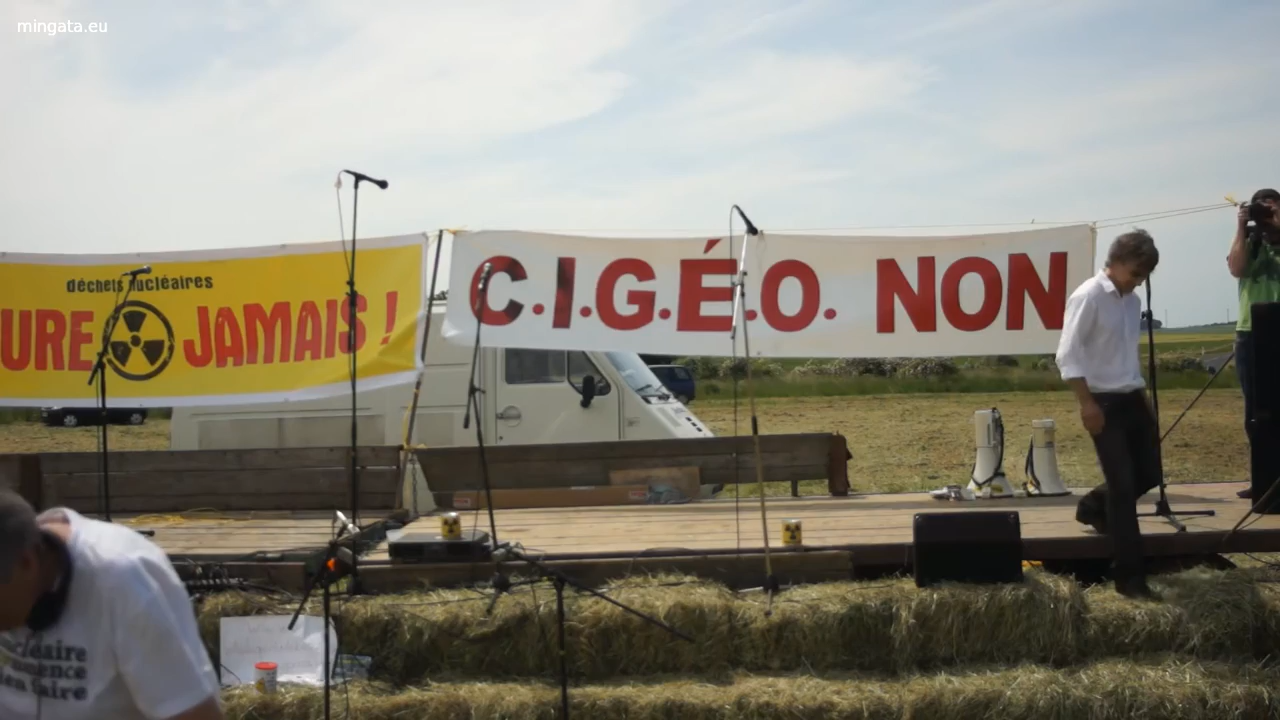 mingata.eu
déchets nucléaires
URE JAMAIS !
C.I.G.É.O. NON